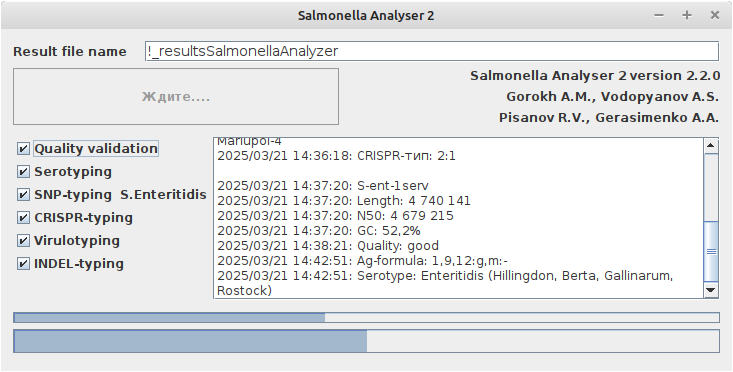 Salmonella Analyser 2
Result file name
!_resultsSalmonellaAnalyzer
Ждите....
Salmonella Analyser 2 version 2.2.0
Gorokh A.M., Vodopyanov A.S.
Pisanov R.V., Gerasimenko A.A.
Quality validation
Serotyping
SNP-typing S.Enteritidis
CRISPR-typing
Virulotyping
INDEL-typing
Mariupol-4
2025/03/21 14:36:18: CRISPR-тип: 2:1
2025/03/21 14:37:20: S-ent-1serv
2025/03/21 14:37:20: Length: 4 740 141
2025/03/21 14:37:20: N50: 4 679 215
2025/03/21 14:37:20: GC: 52,2%
2025/03/21 14:38:21: Quality: good
2025/03/21 14:42:51: Ag-formula: 1,9,12:g,m:-
2025/03/21 14:42:51: Serotype: Enteritidis (Hillingdon, Berta, Gallinarum,
Rostock)